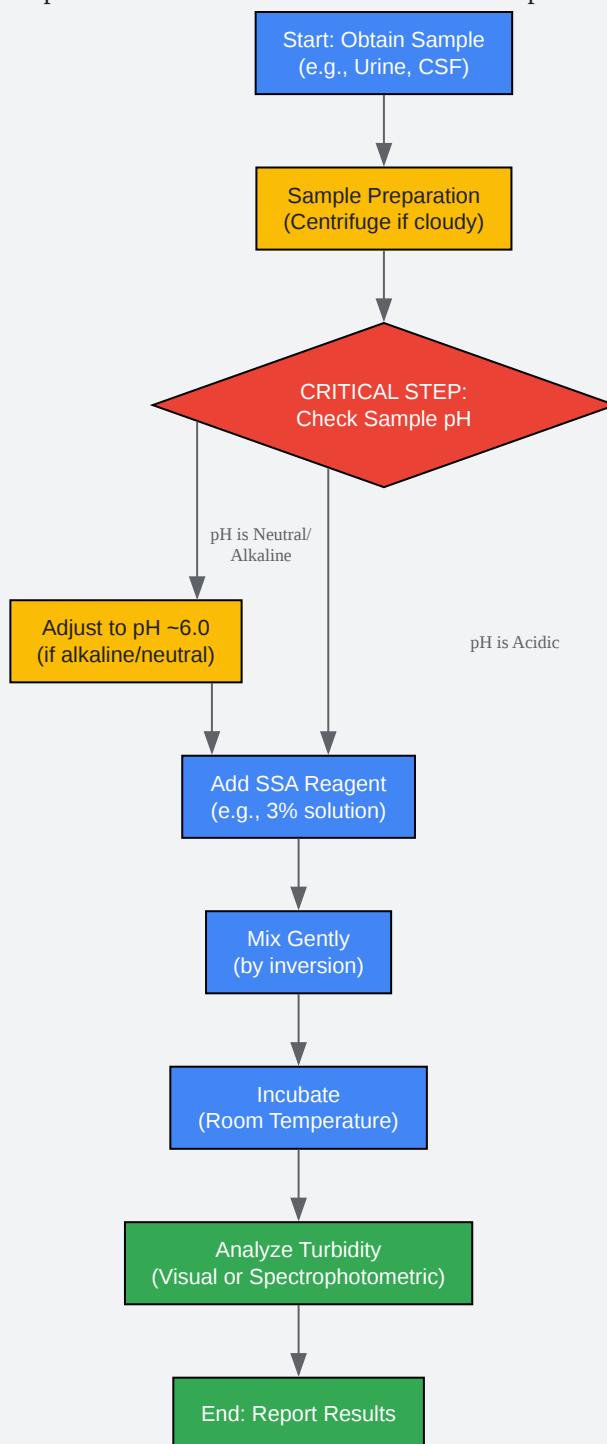 Start: Obtain Sample
(e.g., Urine, CSF)
Sample Preparation
(Centrifuge if cloudy)
CRITICAL STEP:
Check Sample pH
pH is Neutral/
Alkaline
Adjust to pH ~6.0
(if alkaline/neutral)
pH is Acidic
Add SSA Reagent
(e.g., 3% solution)
Mix Gently
(by inversion)
Incubate
(Room Temperature)
Analyze Turbidity
(Visual or Spectrophotometric)
End: Report Results